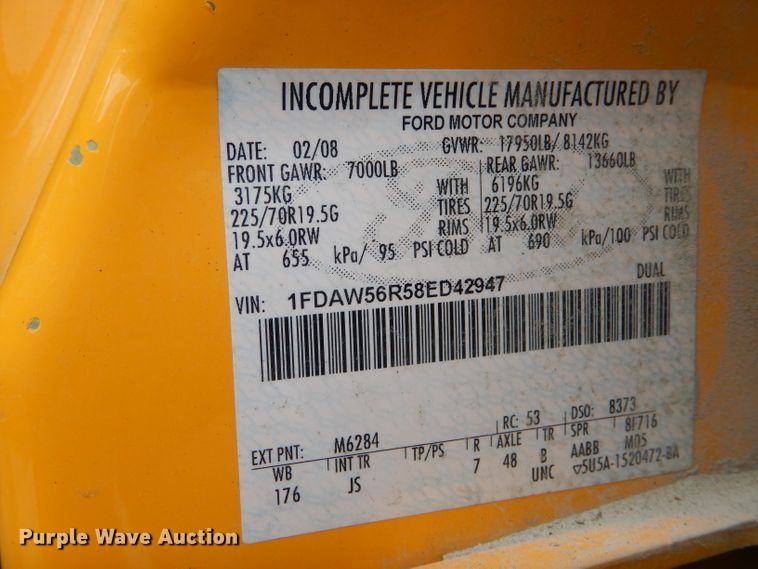 INCOMPLETE VEHICLE MANUFACTURED BY
FORD MOTOR COMPANY
DATE: 02/08 GVWR: 17950LB/ 8142KG
FRONT GAWR: 7000LB REAR GAWR: 13660LB
3175KG WITH 6196KG WITH
225/70R19.5G TIRES 225/70R19.5G TIRES
19.5x6.0RW RIMS 19.5x6.0RW RIMS
AT 655 kPa/ 95 PSI COLD AT 690 kPa/100 PSI COLD
VIN: 1FDAW56R58ED42947 DUAL
EXT PNT: M6284 RC: 53 DSO: 8373
WB INT TR TP/PS R AXLE TR SPR 8F716
176 JS 7 48 B AABB M05
UNC 5U5A-1520472-BA
Purple Wave Auction